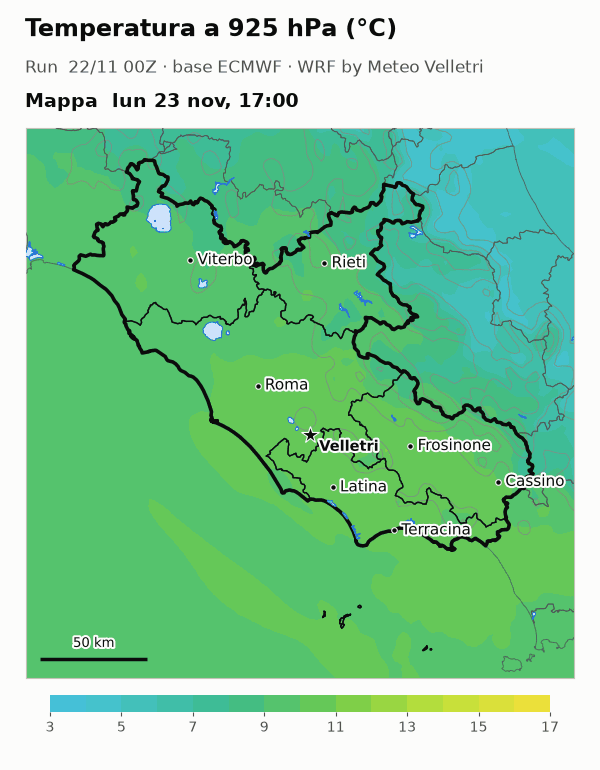 Temperatura a 925 hPa (°C)
Run  22/11 00Z · base ECMWF · WRF by Meteo Velletri
Mappa  lun 23 nov, 17:00
Viterbo
Rieti
Roma
Velletri
Frosinone
Latina
Cassino
Terracina
50 km
3 5 7 9 11 13 15 17